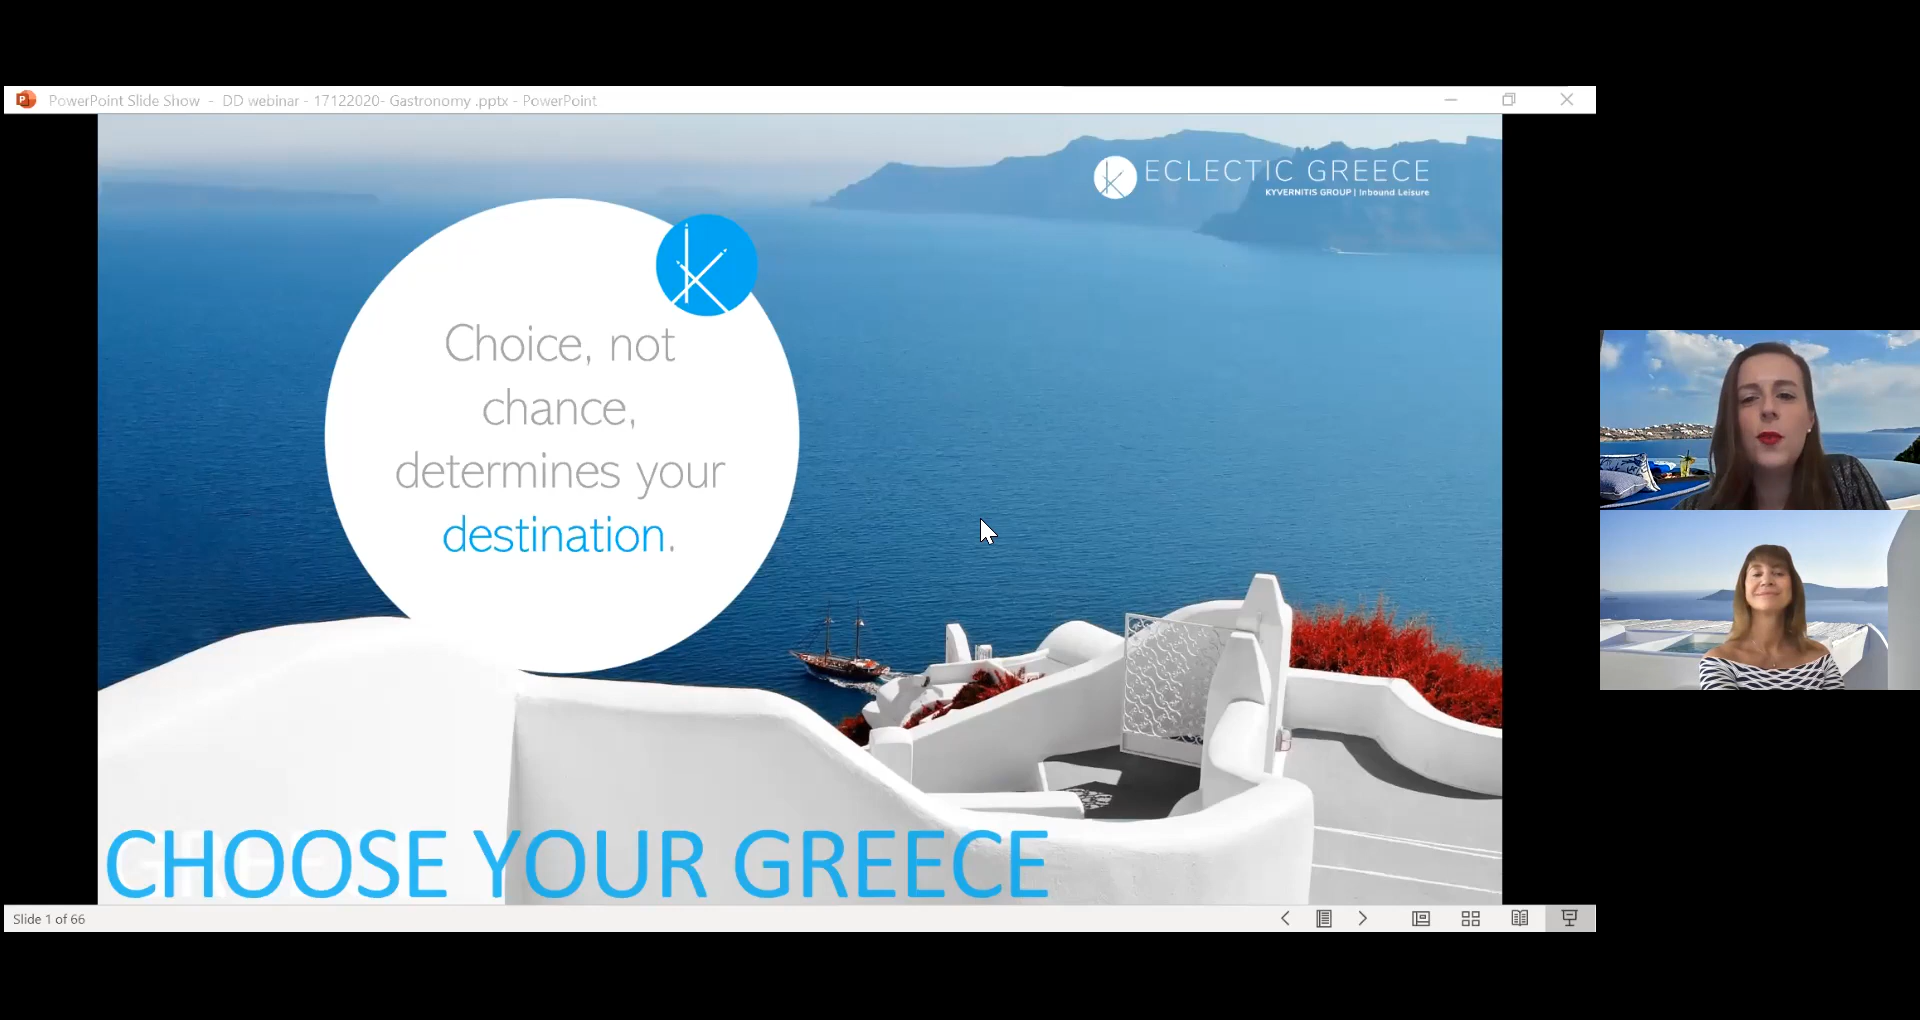 PowerPoint Slide Show - DD webinar - 17122020- Gastronomy .pptx - PowerPoint
ECLECTIC GREECE
KYVERNITIS GROUP | Inbound Leisure
Choice, not
chance,
determines your
destination.
CHOOSE YOUR GREECE
Slide 1 of 66